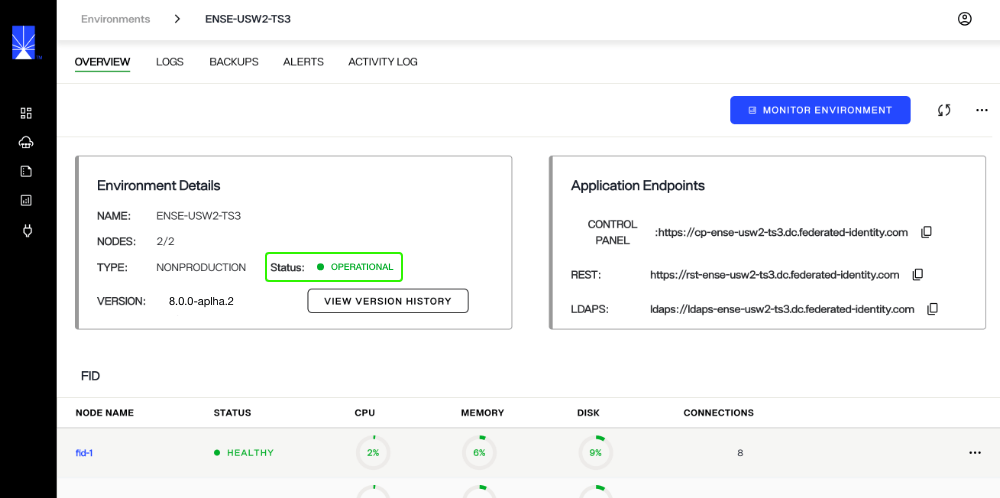 Environments > ENSE-USW2-TS3
OVERVIEW LOGS BACKUPS ALERTS ACTIVITY LOG
MONITOR ENVIRONMENT
Environment Details
NAME: ENSE-USW2-TS3
NODES: 2/2
TYPE: NONPRODUCTION Status: OPERATIONAL
VERSION: 8.0.0-aplha.2 VIEW VERSION HISTORY
Application Endpoints
CONTROL
PANEL :https://cp-ense-usw2-ts3.dc.federated-identity.com
REST: https://rst-ense-usw2-ts3.dc.federated-identity.com
LDAPS: ldaps://ldaps-ense-usw2-ts3.dc.federated-identity.com
FID
NODE NAME STATUS CPU MEMORY DISK CONNECTIONS
fid-1 HEALTHY 2% 6% 9% 8